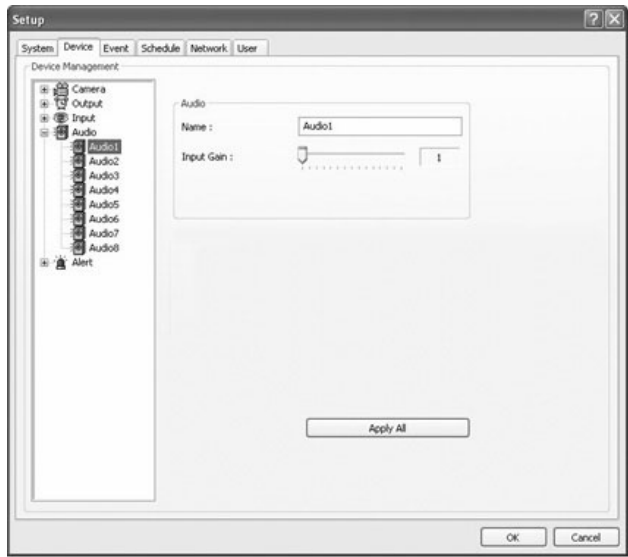 Setup
System Device Event Schedule Network User
Device Management
Camera
Output
Input
Audio
Audio1
Audio2
Audio3
Audio4
Audio5
Audio6
Audio7
Audio8
Alert
Audio
Name : Audio1
Input Gain : 1
Apply All
OK Cancel